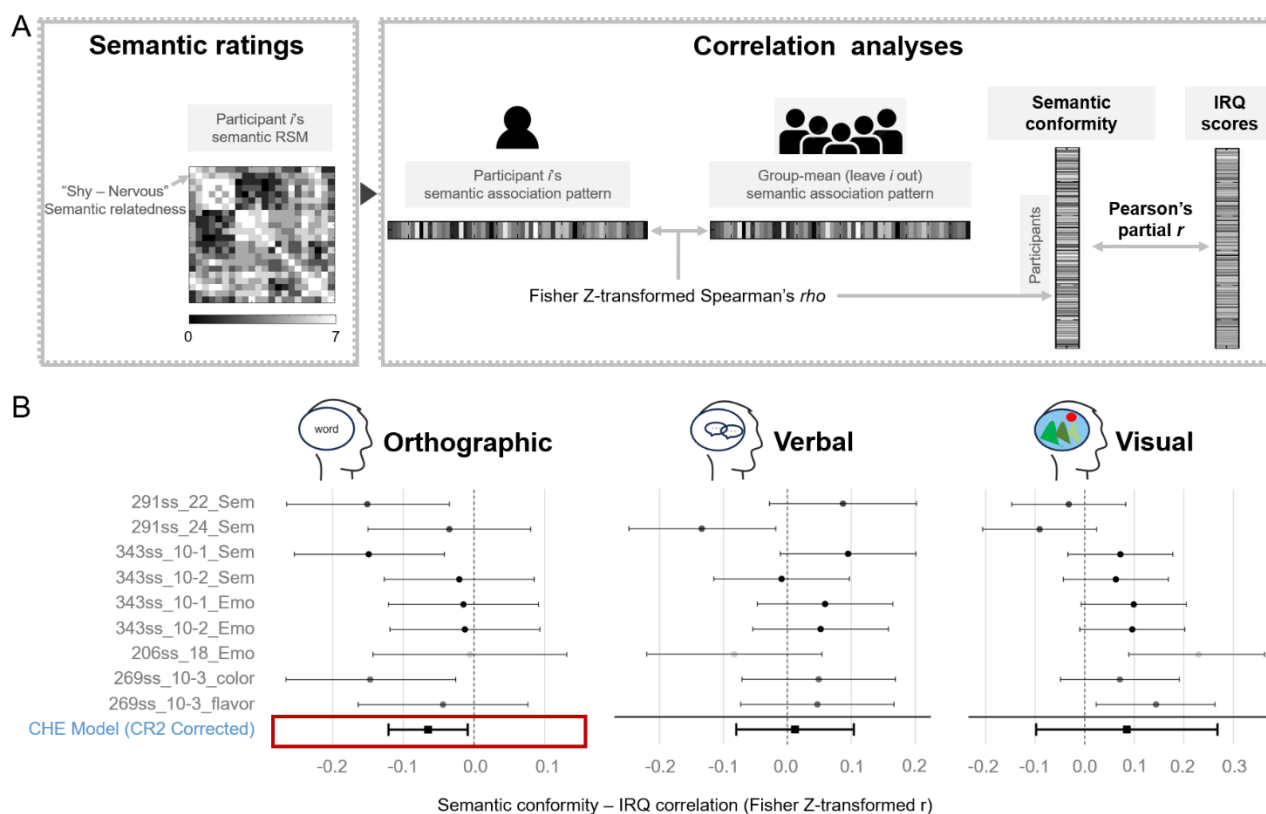 A
Semantic ratings
Participant i's
semantic RSM
"Shy – Nervous"
Semantic relatedness
0
7
Correlation analyses
Participant i's
semantic association pattern
Group-mean (leave i out)
semantic association pattern
Fisher Z-transformed Spearman's rho
Semantic
conformity
IRQ
scores
Participants
Pearson's
partial r
B
word
Orthographic
Verbal
Visual
291ss_22_Sem
291ss_24_Sem
343ss_10-1_Sem
343ss_10-2_Sem
343ss_10-1_Emo
343ss_10-2_Emo
206ss_18_Emo
269ss_10-3_color
269ss_10-3_flavor
CHE Model (CR2 Corrected)
-0.2 -0.1 0.0 0.1
-0.2 -0.1 0.0 0.1 0.2
-0.2 -0.1 0.0 0.1 0.2 0.3
Semantic conformity – IRQ correlation (Fisher Z-transformed r)